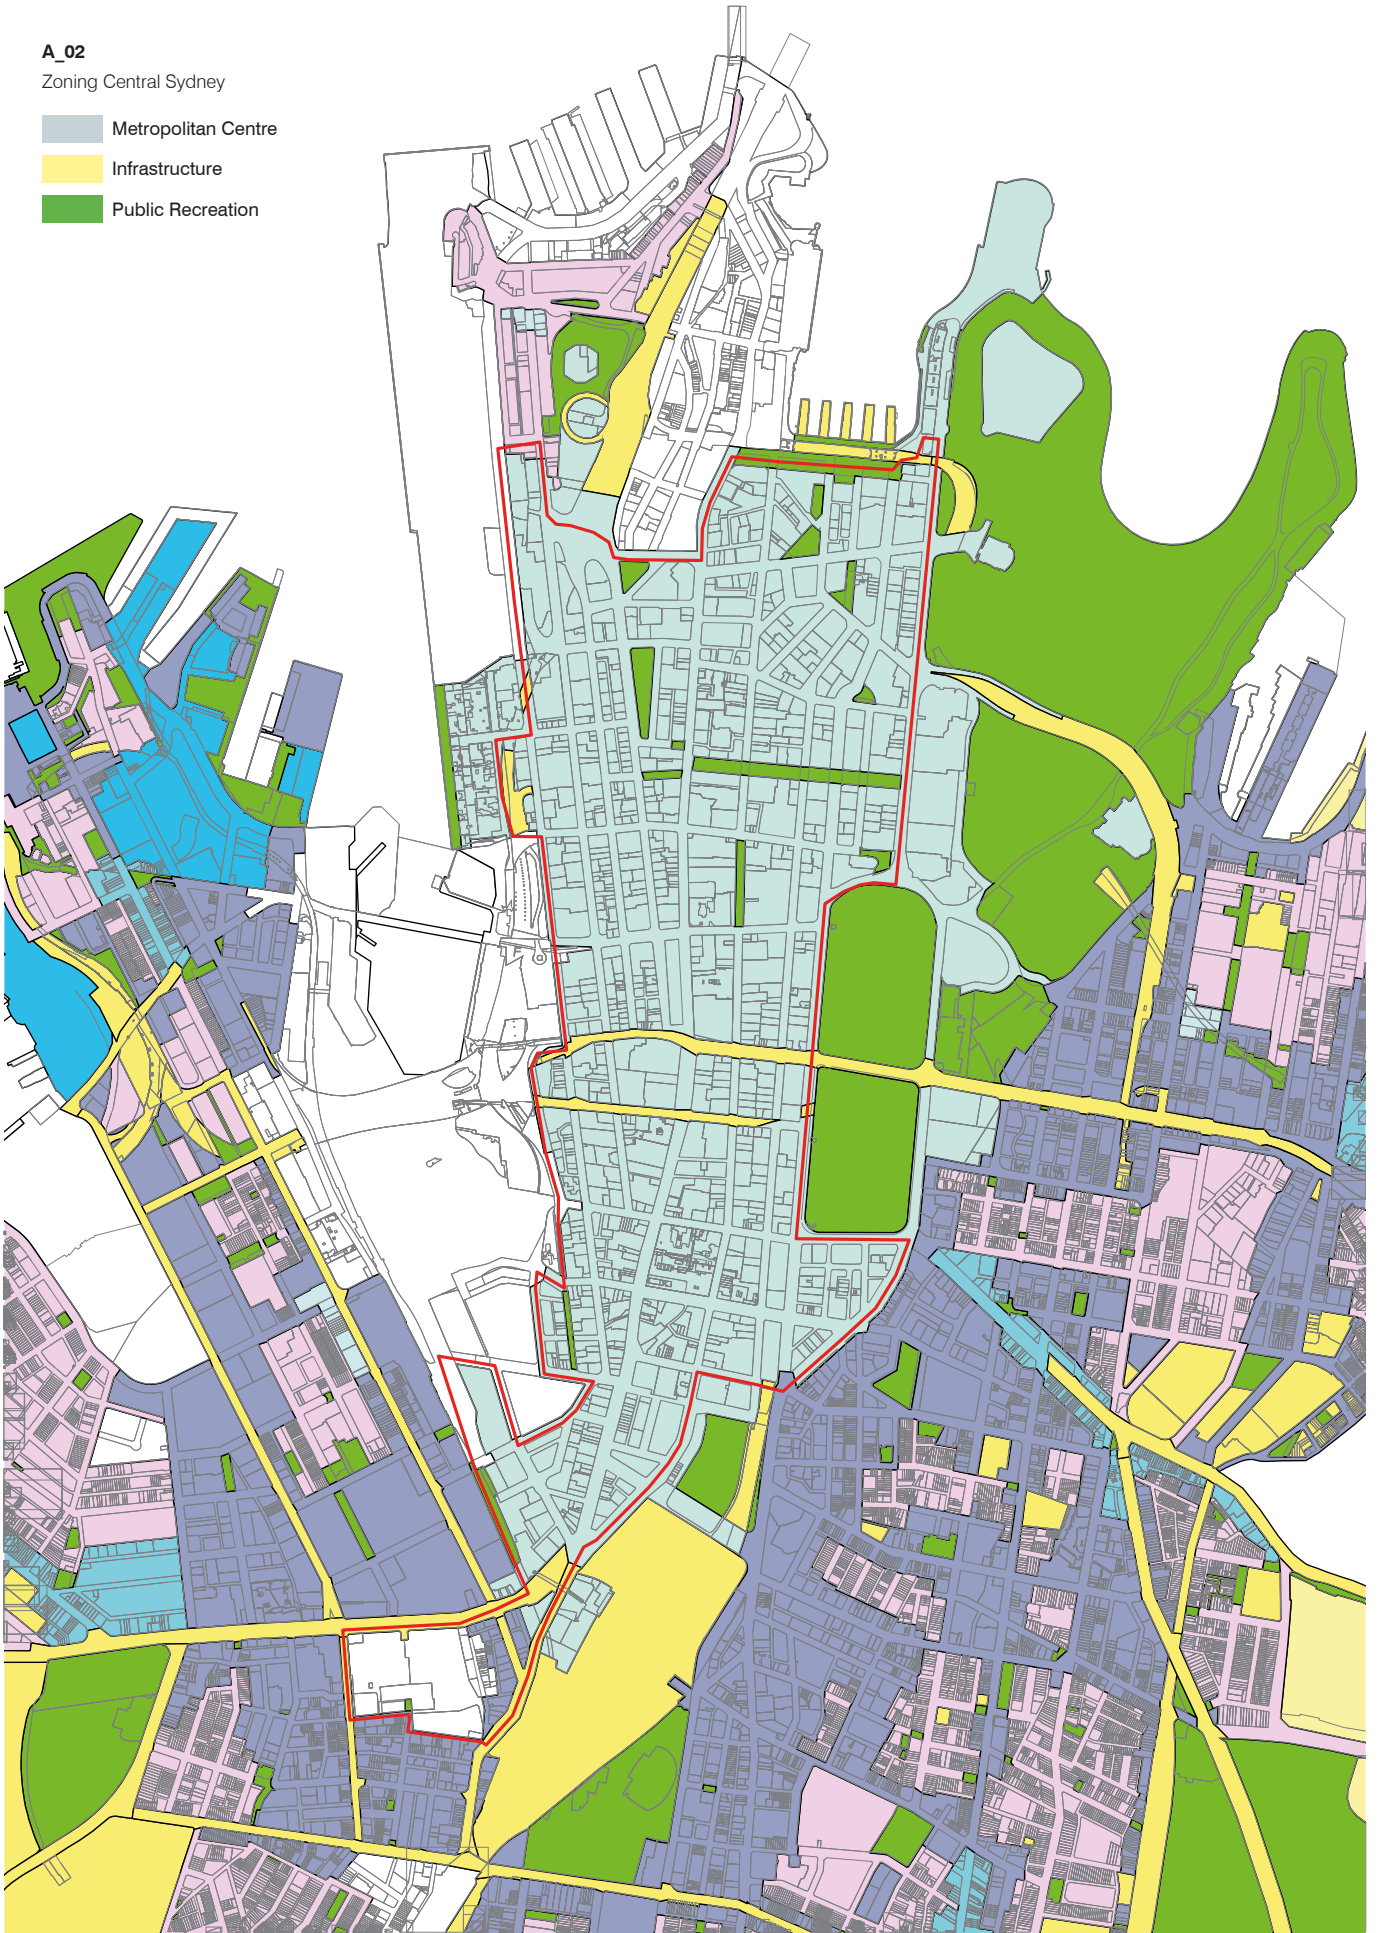 A_02
Zoning Central Sydney
Metropolitan Centre
Infrastructure
Public Recreation